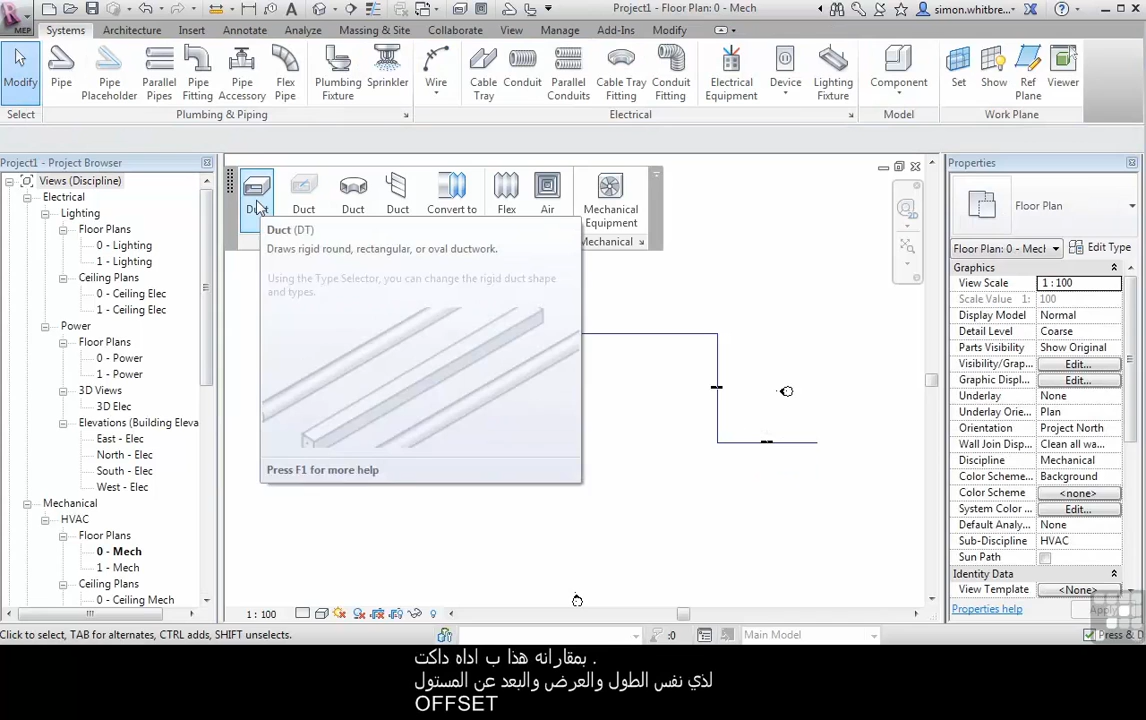 Project1 - Floor Plan: 0 - Mech
simon.whitbre...
MEP
Systems Architecture Insert Annotate Analyze Massing & Site Collaborate View Manage Add-Ins Modify
Modify Pipe Pipe Placeholder Parallel Pipes Pipe Fitting Pipe Accessory Flex Pipe Plumbing Fixture Sprinkler Wire Cable Tray Conduit Parallel Conduits Cable Tray Fitting Conduit Fitting Electrical Equipment Device Lighting Fixture Component Set Show Ref Plane Viewer
Select Plumbing & Piping Electrical Model Work Plane
Project1 - Project Browser
Views (Discipline)
Electrical
Lighting
Floor Plans
0 - Lighting
1 - Lighting
Ceiling Plans
0 - Ceiling Elec
1 - Ceiling Elec
Power
Floor Plans
0 - Power
1 - Power
3D Views
3D Elec
Elevations (Building Eleva
East - Elec
North - Elec
South - Elec
West - Elec
Mechanical
HVAC
Floor Plans
0 - Mech
1 - Mech
Ceiling Plans
0 - Ceiling Mech
Duct Duct Duct Duct Convert to Flex Air Mechanical Equipment
Mechanical
Duct (DT)
Draws rigid round, rectangular, or oval ductwork.
Using the Type Selector, you can change the rigid duct shape
and types.
Press F1 for more help
Properties
Floor Plan
Floor Plan: 0 - Mecl Edit Type
Graphics
View Scale 1 : 100
Scale Value 1: 100
Display Model Normal
Detail Level Coarse
Parts Visibility Show Original
Visibility/Grap... Edit...
Graphic Displ... Edit...
Underlay None
Underlay Orie... Plan
Orientation Project North
Wall Join Disp... Clean all wa...
Discipline Mechanical
Color Scheme ... Background
Color Scheme <none>
System Color ... Edit...
Default Analy... None
Sub-Discipline HVAC
Sun Path
Identity Data
View Template <None>
Properties help Apply
1 : 100
Click to select, TAB for alternates, CTRL adds, SHIFT unselects.
:0 Main Model Press & D
بمقارانه هذا ب اداه داكت .
لذي نفس الطول والعرض والبعد عن المستول
OFFSET